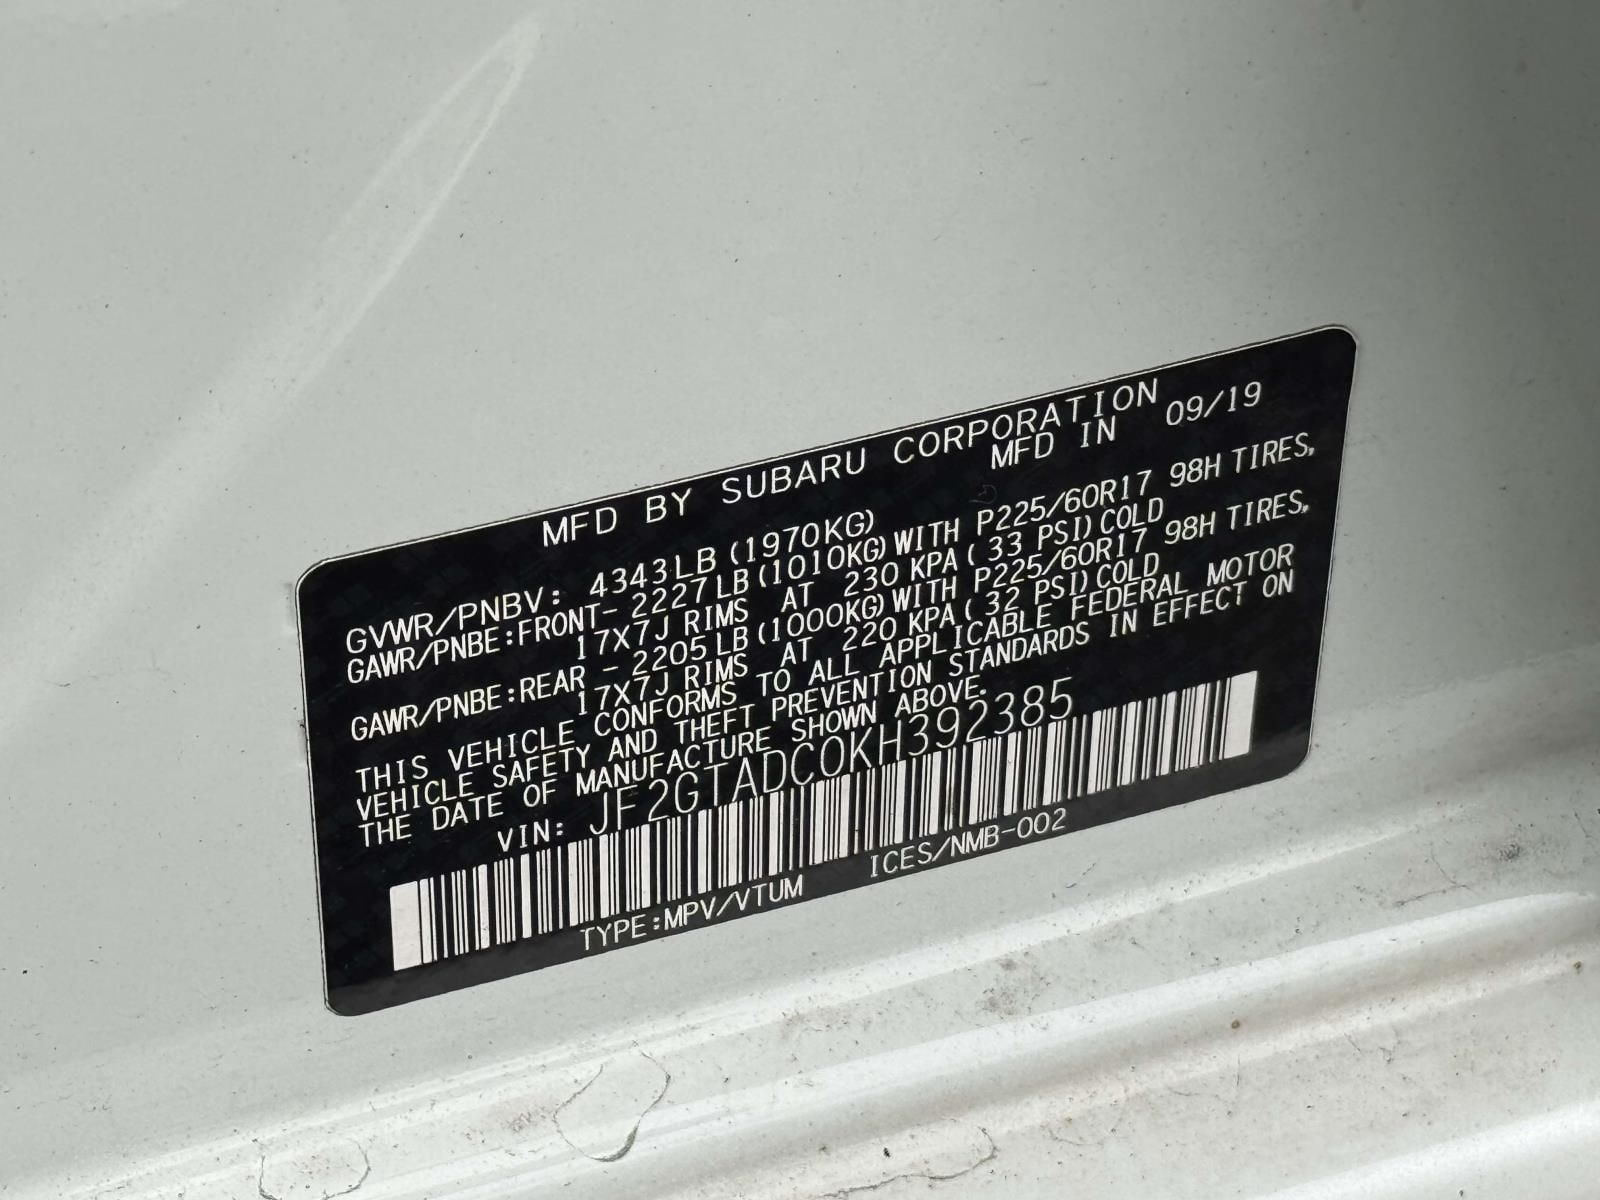 MFD BY SUBARU CORPORATION
MFD IN 09/19
GVWR/PNBV: 4343LB (1970KG)
GAWR/PNBE:FRONT-2227LB (1010KG) WITH P225/60R17 98H TIRES,
17X7J RIMS AT 230 KPA ( 33 PSI) COLD
GAWR/PNBE:REAR -2205LB (1000KG) WITH P225/60R17 98H TIRES,
17X7J RIMS AT 220 KPA ( 32 PSI) COLD
THIS VEHICLE CONFORMS TO ALL APPLICABLE FEDERAL MOTOR
VEHICLE SAFETY AND THEFT PREVENTION STANDARDS IN EFFECT ON
THE DATE OF MANUFACTURE SHOWN ABOVE.
VIN: JF2GTADC0KH392385
TYPE:MPV/VTUM ICES/NMB-002